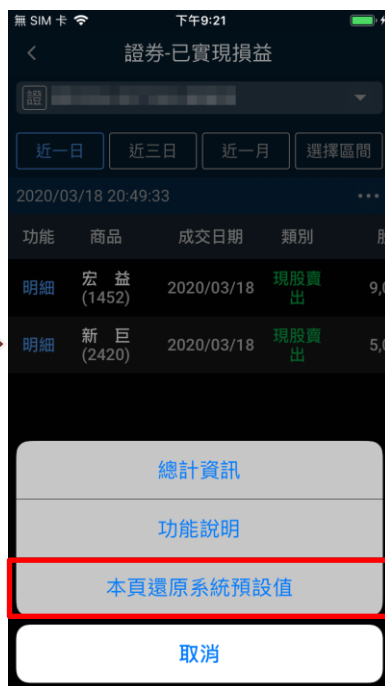 無 SIM 卡 下午9:21
證券-已實現損益
證
近一日 近三日 近一月 選擇區間
2020/03/18 20:49:33
功能 商品 成交日期 類別
明細 宏 益 (1452) 2020/03/18 現股賣出 9,0
明細 新 巨 (2420) 2020/03/18 現股賣出 5,0
總計資訊
功能說明
本頁還原系統預設值
取消